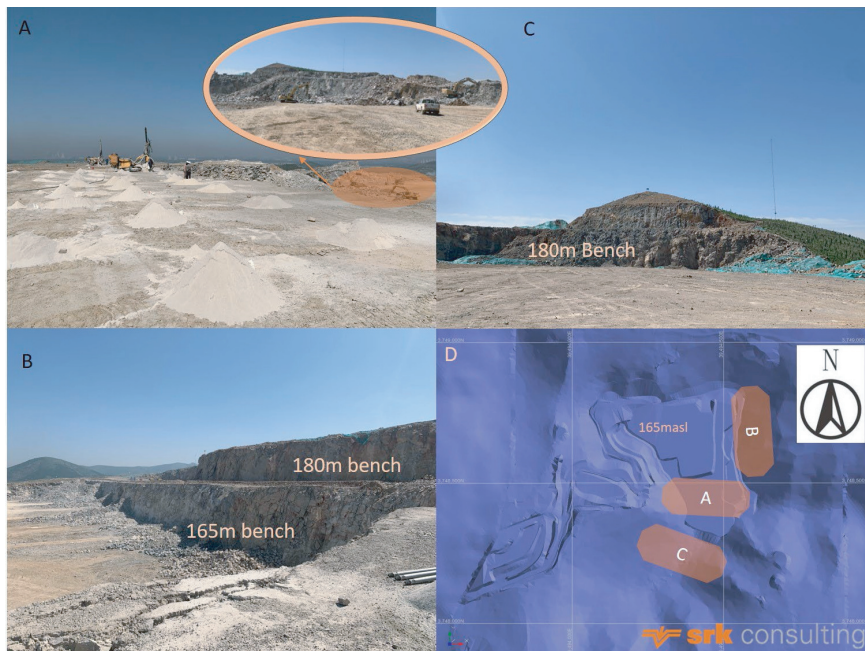 A
C
180m Bench
B
180m bench
165m bench
D
N
165masl
B
A
C
srk consulting